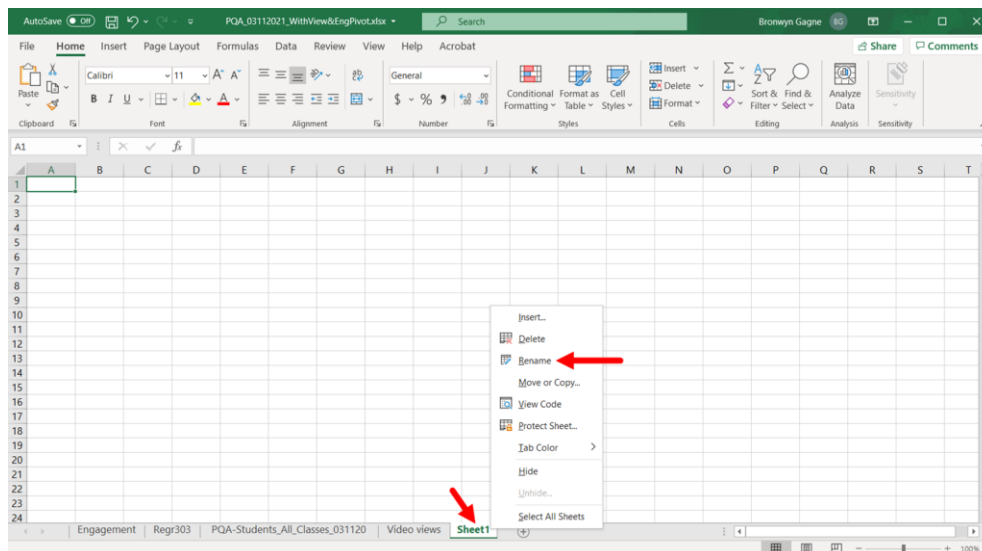 AutoSave Off PQA_03112021_WithView&EngPivot.xlsx Search Bronwyn Gagne BG
File Home Insert Page Layout Formulas Data Review View Help Acrobat Share Comments
Paste Calibri 11 A^ A˅ General Conditional Formatting Format as Table Cell Styles Insert Delete Format Sort & Filter Find & Select Analyze Data Sensitivity
B I U A $ % 9
Clipboard Font Alignment Number Styles Cells Editing Analysis Sensitivity
A1 fx
A B C D E F G H I J K L M N O P Q R S T
1
2
3
4
5
6
7
8
9
10
11
12
13
14
15
16
17
18
19
20
21
22
23
24
Insert...
Delete
Rename
Move or Copy...
View Code
Protect Sheet...
Tab Color
Hide
Unhide...
Select All Sheets
Engagement Regr303 PQA-Students_All_Classes_031120 Video views Sheet1
100%